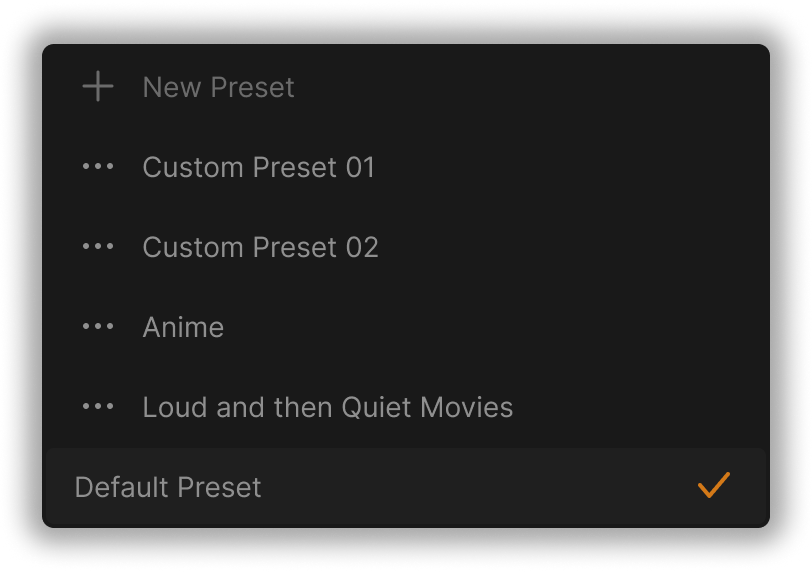 New Preset
Custom Preset 01
Custom Preset 02
Anime
Loud and then Quiet Movies
Default Preset